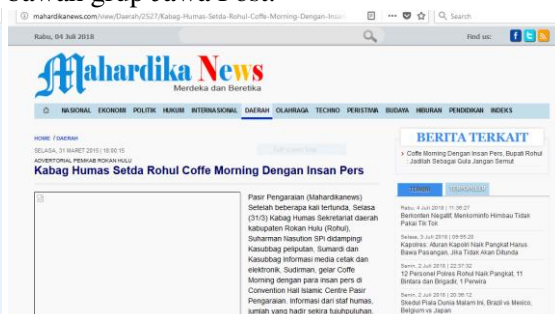 bawah grup Jawa Post.
mahardikanews.com/view/Daerah/2527/Kabag-Humas-Setda-Rohul-Coffe-Morning-Dengan-Insan
Search
Rabu, 04 Juli 2018
Find us:
Mahardika News
Merdeka dan Beretika
NASIONAL EKONOMI POLITIK HUKUM INTERNASIONAL DAERAH OLAHRAGA TECHNO PERISTIWA BUDAYA HIBURAN PENDIDIKAN INDEKS
HOME / DAERAH
SELASA, 31 MARET 2015 | 18:00:15
ADVERTORIAL PEMKAB ROKAN HULU
Kabag Humas Setda Rohul Coffe Morning Dengan Insan Pers
Pasir Pengaraian (Mahardikanews)
Setelah beberapa kali tertunda, Selasa
(31/3) Kabag Humas Sekretariat daerah
kabupaten Rokan Hulu (Rohul),
Suharman Nasution SPi didampingi
Kasubbag peliputan, Sumardi dan
Kasubbag informasi media cetak dan
elektronik, Sudirman, gelar Coffe
Morning dengan para insan pers di
Convention Hall Islamic Centre Pasir
Pengaraian. Informasi dari staf humas,
jumlah yang hadir sekira tujuhpuluhan.
BERITA TERKAIT
Coffe Morning Dengan Insan Pers, Bupati Rohul
: Jadilah Sebagai Gula Jangan Semut
TERKINI
Rabu, 4 Juli 2018 | 11:36:27
Berkonten Negatif, Menkominfo Himbau Tidak
Pakai Tik Tok
Selasa, 3 Juli 2018 | 09:55:25
Kapolres: Aturan Kapolri Naik Pangkat Harus
Bawa Pasangan, Jika Tidak Akan Ditunda
Senin, 2 Juli 2018 | 22:37:32
12 Personel Polres Rohul Naik Pangkat, 11
Bintara dan Brigadir, 1 Perwira
Senin, 2 Juli 2018 | 20:36:12
Skedul Piala Dunia Malam Ini, Brazil vs Mexico,
Belgium vs Japan